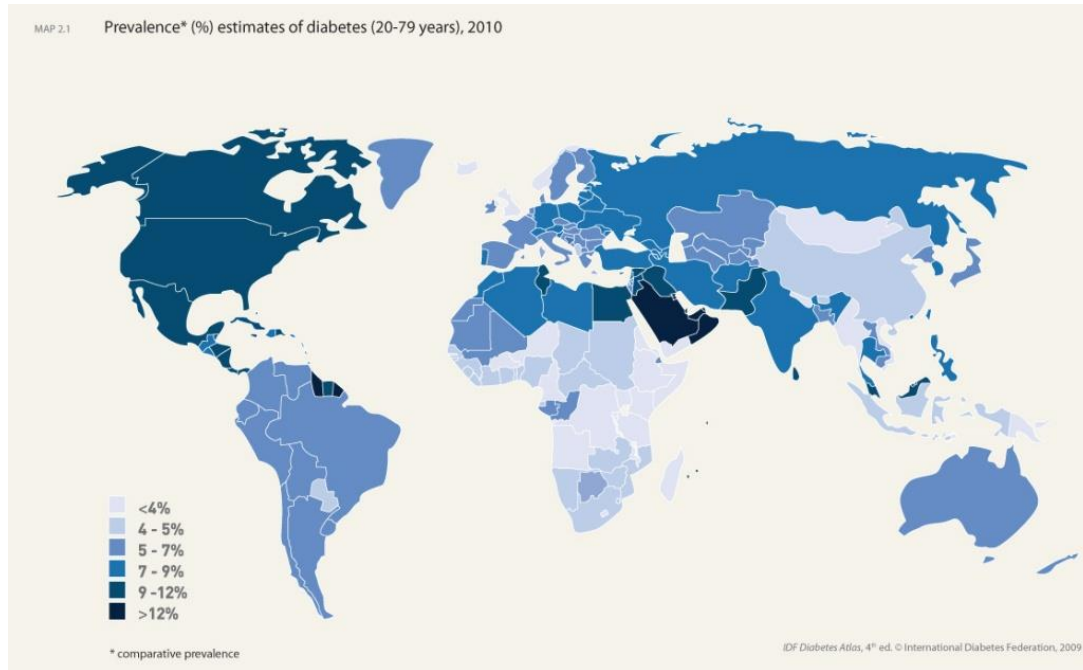 MAP 2.1 Prevalence* (%) estimates of diabetes (20-79 years), 2010
<4%
4 - 5%
5 - 7%
7 - 9%
9 -12%
>12%
* comparative prevalence
IDF Diabetes Atlas, 4th ed. © International Diabetes Federation, 2009